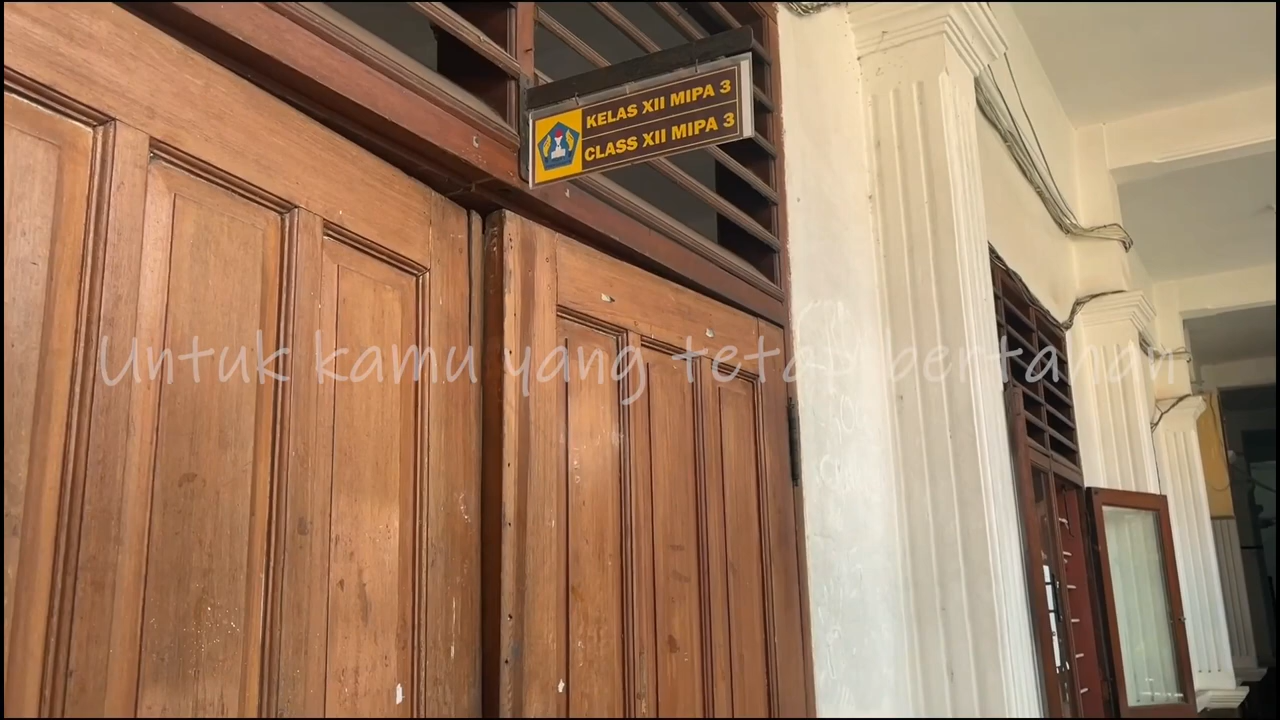 KELAS XII MIPA 3
CLASS XII MIPA 3
Untuk kamu yang tetap bertahan